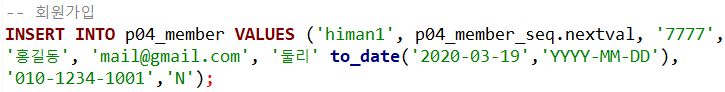 -- 회원가입
INSERT INTO p04_member VALUES ('himan1', p04_member_seq.nextval, '7777',
'홍길동', 'mail@gmail.com', '둘리' to_date('2020-03-19','YYYY-MM-DD'),
'010-1234-1001','N');